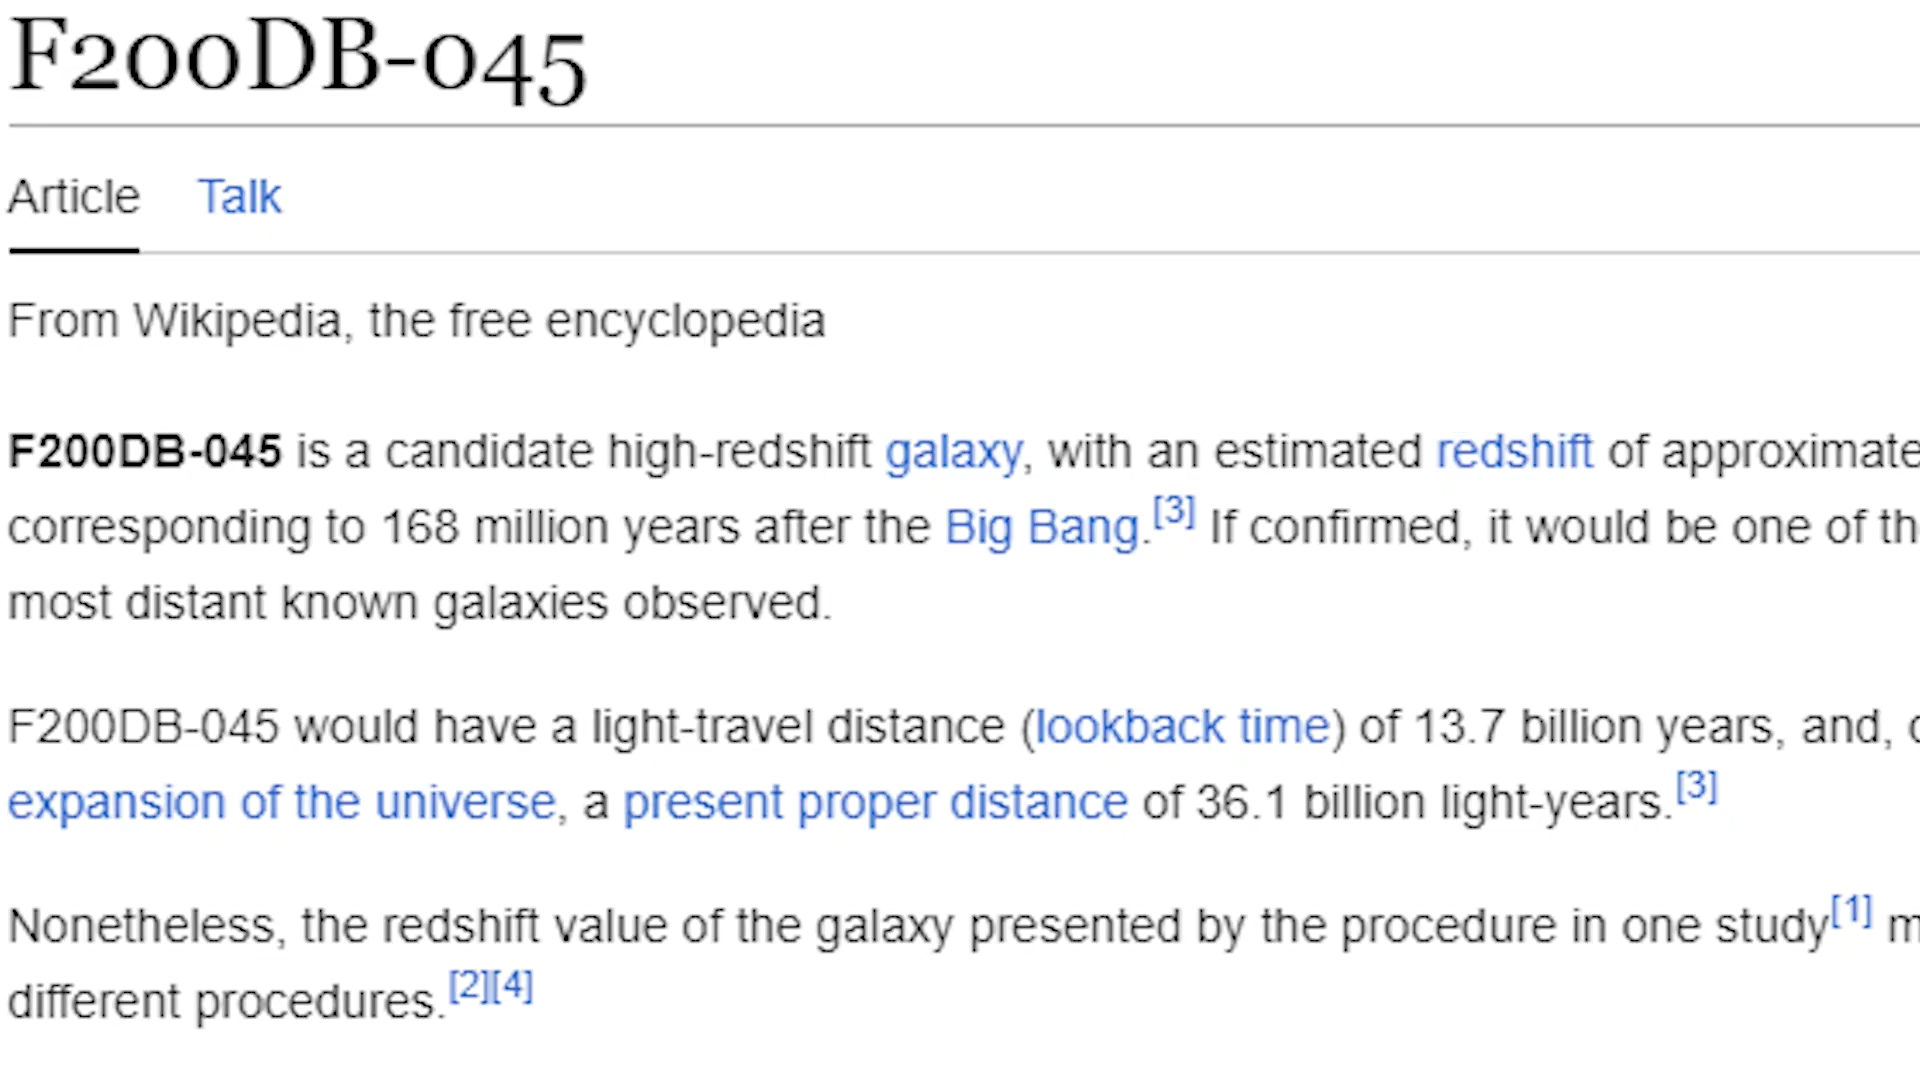 F200DB-045
Article Talk
From Wikipedia, the free encyclopedia
F200DB-045 is a candidate high-redshift galaxy, with an estimated redshift of approximate
corresponding to 168 million years after the Big Bang.[3] If confirmed, it would be one of th
most distant known galaxies observed.
F200DB-045 would have a light-travel distance (lookback time) of 13.7 billion years, and,
expansion of the universe, a present proper distance of 36.1 billion light-years.[3]
Nonetheless, the redshift value of the galaxy presented by the procedure in one study[1] m
different procedures.[2][4]